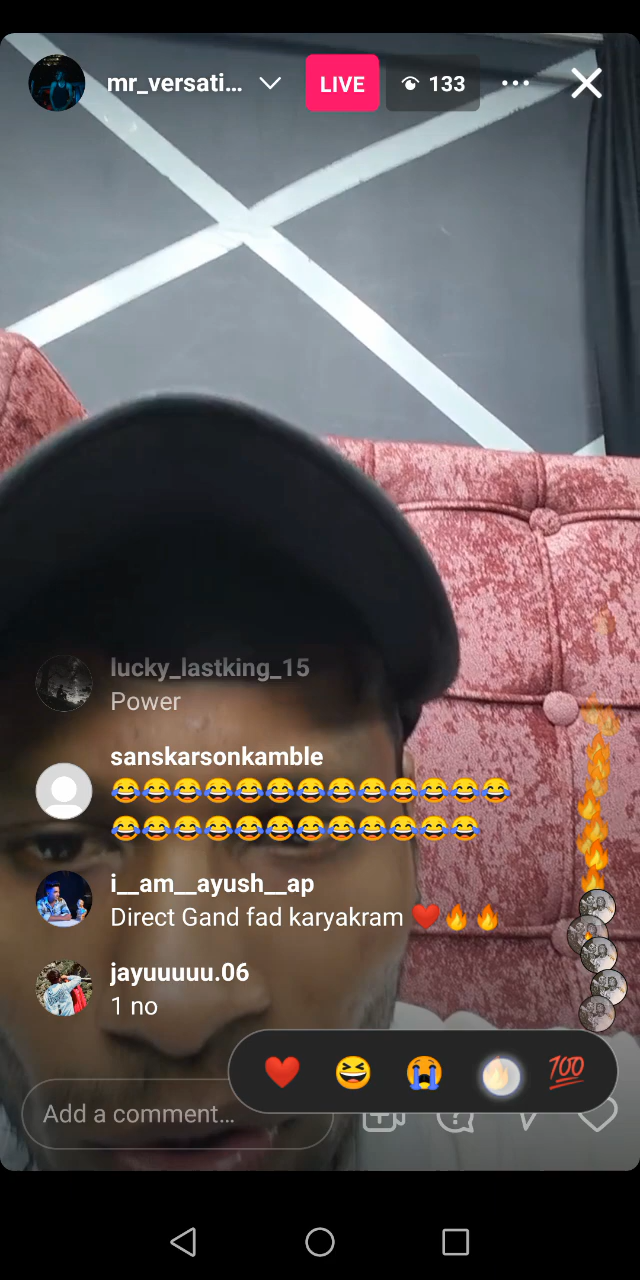 mr_versati...
LIVE
133
lucky_lastking_15
Power
sanskarsonkamble
😂😂😂😂😂😂😂😂😂😂😂😂😂
😂😂😂😂😂😂😂😂😂😂😂😂
i__am__ayush__ap
Direct Gand fad karyakram ❤️🔥🔥
jayuuuuu.06
1 no
💯
Add a comment...